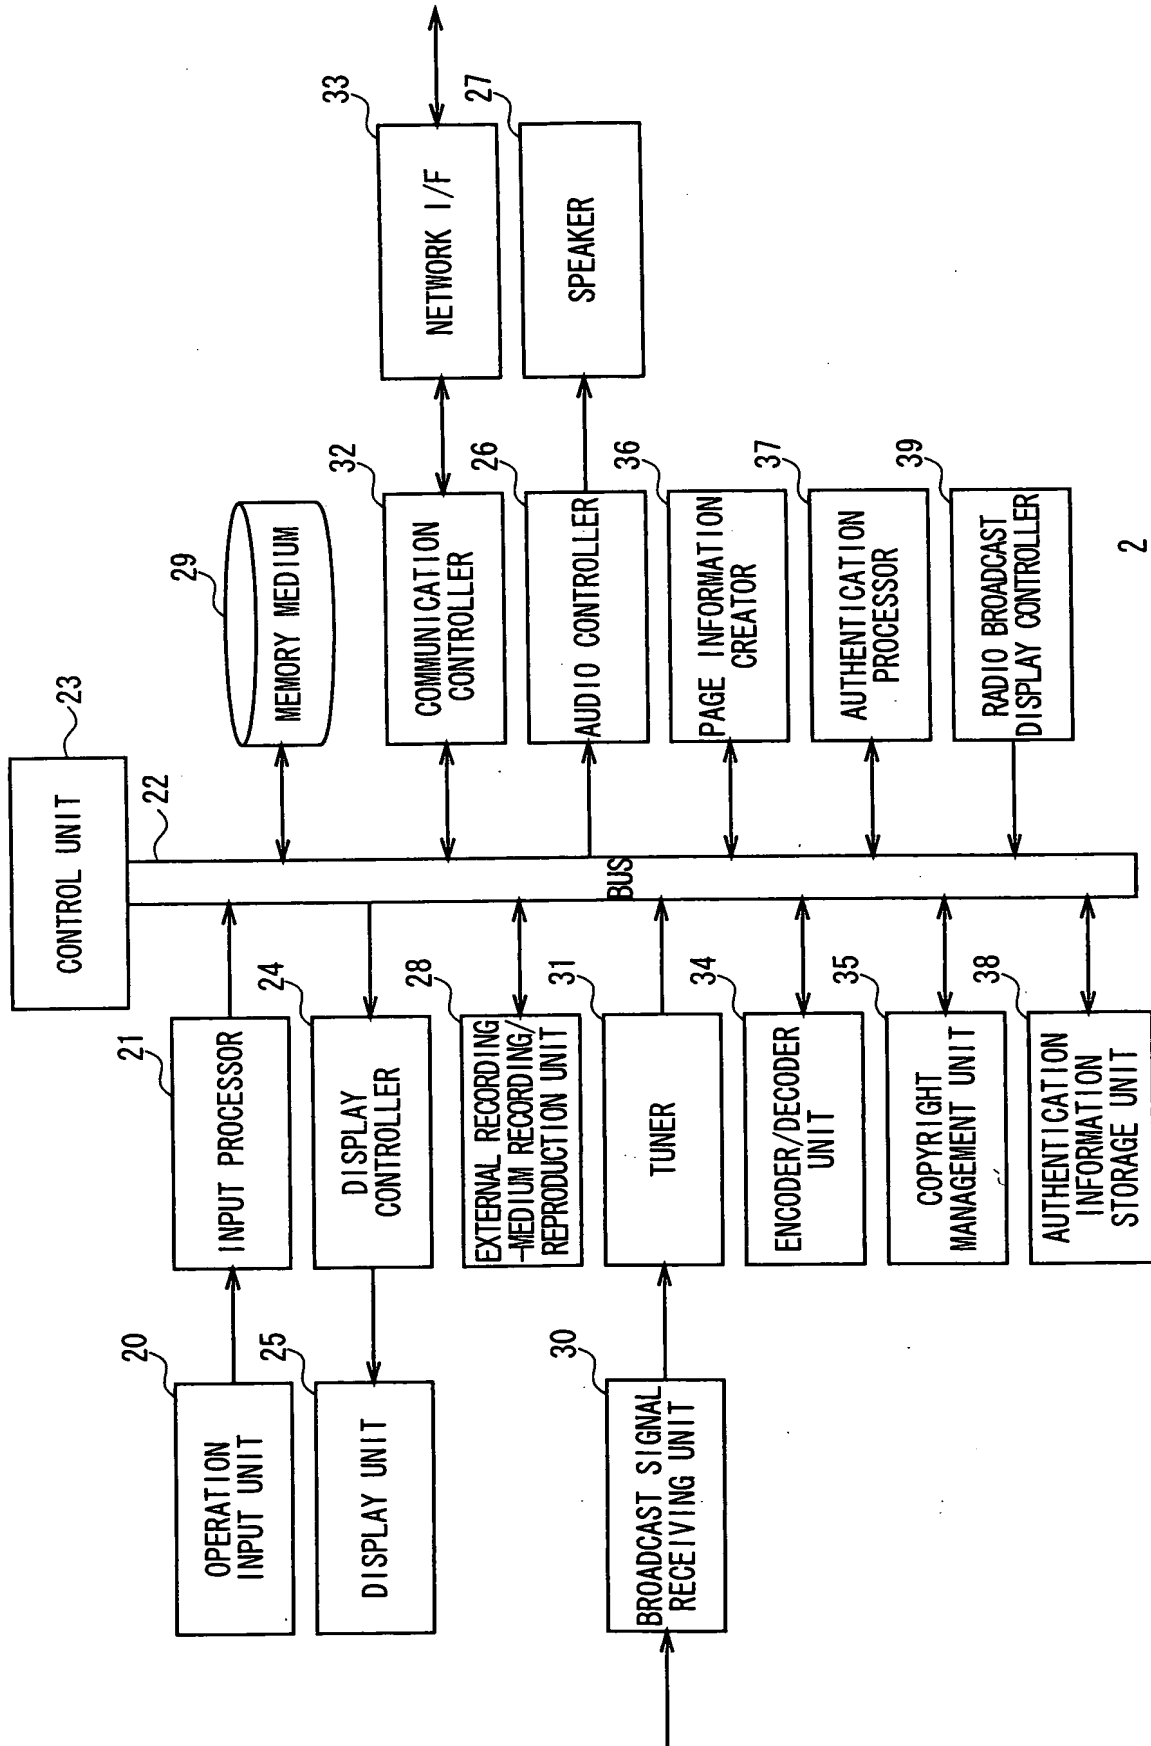 23
CONTROL UNIT
22
BUS
20
OPERATION
INPUT UNIT
21
INPUT PROCESSOR
29
MEMORY MEDIUM
25
DISPLAY UNIT
24
DISPLAY
CONTROLLER
32
COMMUNICATION
CONTROLLER
33
NETWORK I/F
28
EXTERNAL RECORDING
-MEDIUM RECORDING/
REPRODUCTION UNIT
26
AUDIO CONTROLLER
27
SPEAKER
30
BROADCAST SIGNAL
RECEIVING UNIT
31
TUNER
36
PAGE INFORMATION
CREATOR
34
ENCODER/DECODER
UNIT
37
AUTHENTICATION
PROCESSOR
35
COPYRIGHT
MANAGEMENT UNIT
39
RADIO BROADCAST
DISPLAY CONTROLLER
38
AUTHENTICATION
INFORMATION
STORAGE UNIT
2